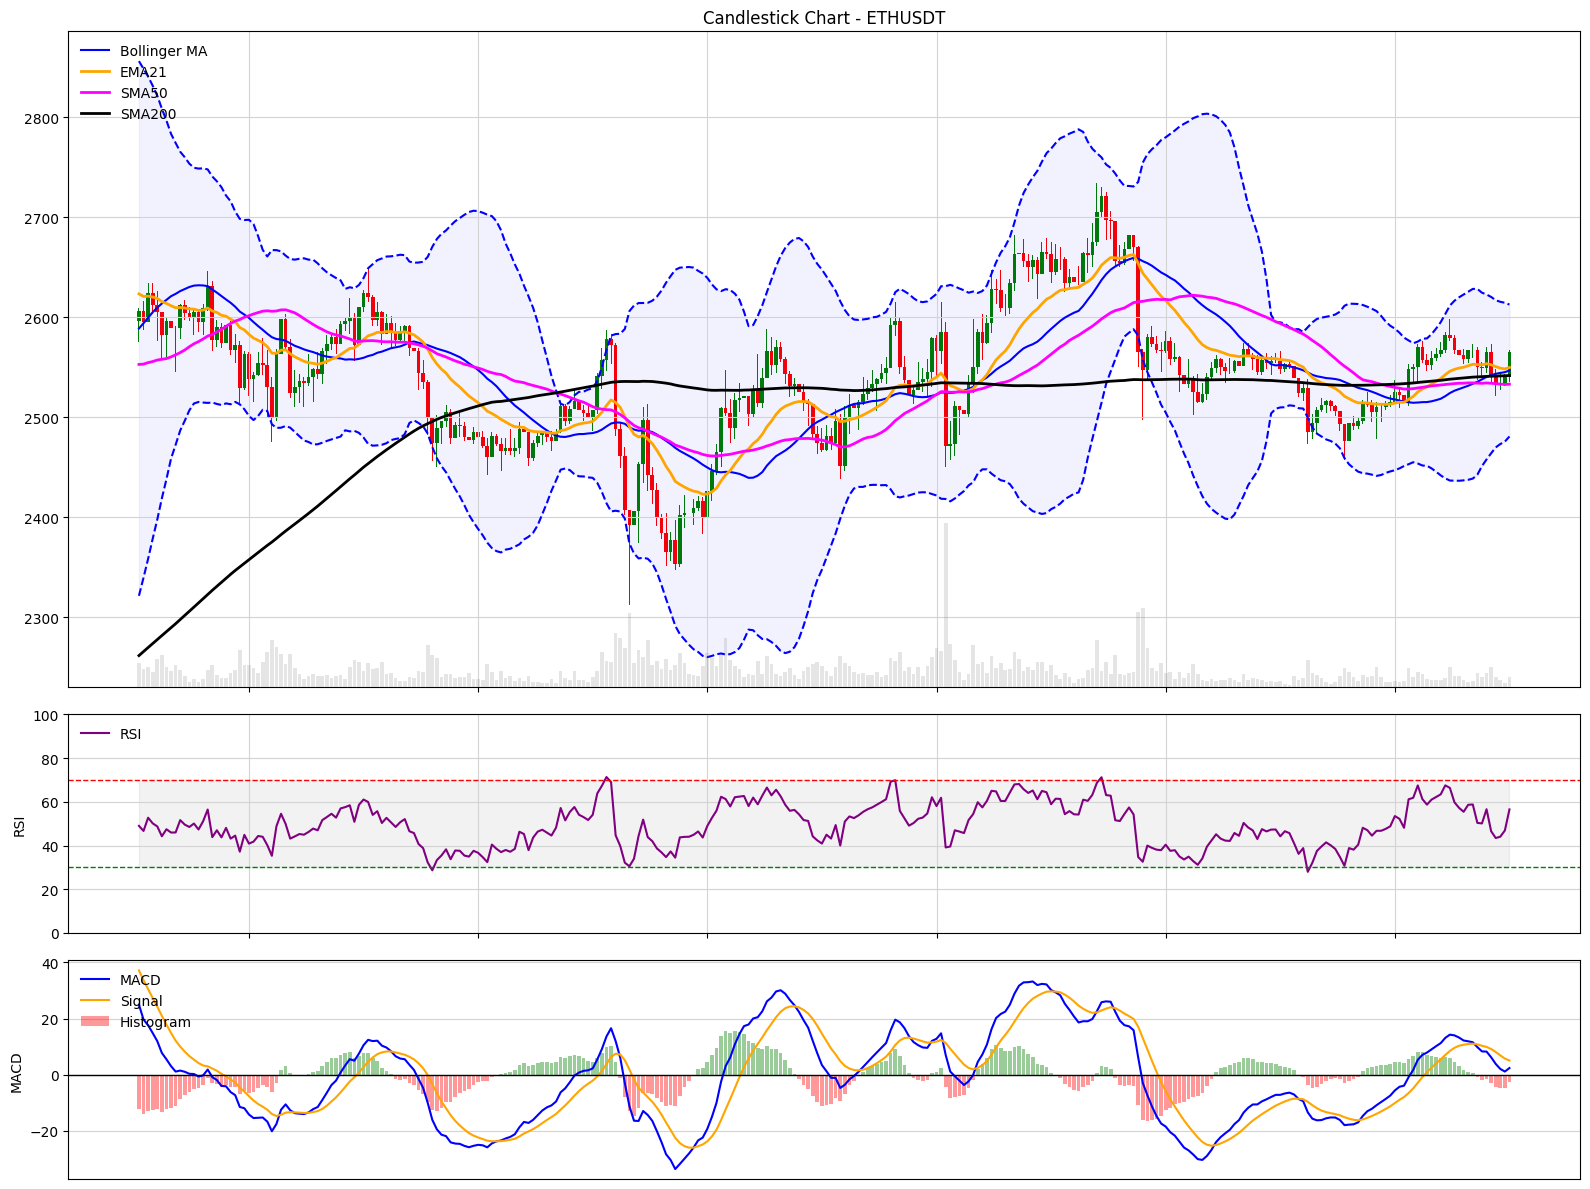 Candlestick Chart - ETHUSDT
Bollinger MA
EMA21
SMA50
SMA200
2800
2700
2600
2500
2400
2300
RSI
100
80
60
40
20
0
RSI
MACD
Signal
Histogram
40
20
0
−20
MACD